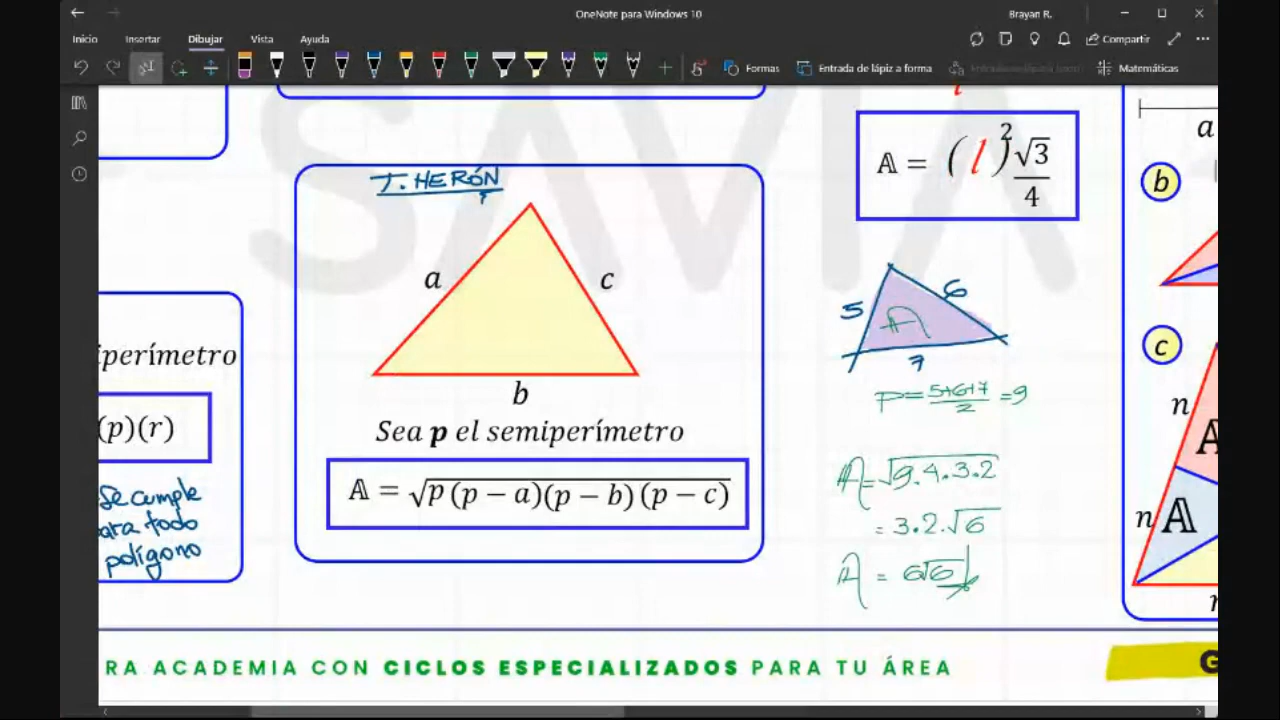 OneNote para Windows 10
Brayan R.
Inicio Insertar Dibujar Vista Ayuda
Compartir
Formas Entrada de lápiz a forma Matemáticas
SAVIA
T. HERÓN
a
c
b
Sea p el semiperímetro
𝔸 = √p(p − a)(p − b)(p − c)
iperímetro
(p)(r)
Se cumple
para todo
polígono
l
𝔸 = (l)²√3/4
5
6
𝔸
7
P = 5+6+7/2 = 9
𝔸 = √9.4.3.2
= 3.2.√6
𝔸 = 6√6
a
b
c
n
𝔸
n 𝔸
RA ACADEMIA CON CICLOS ESPECIALIZADOS PARA TU ÁREA
G